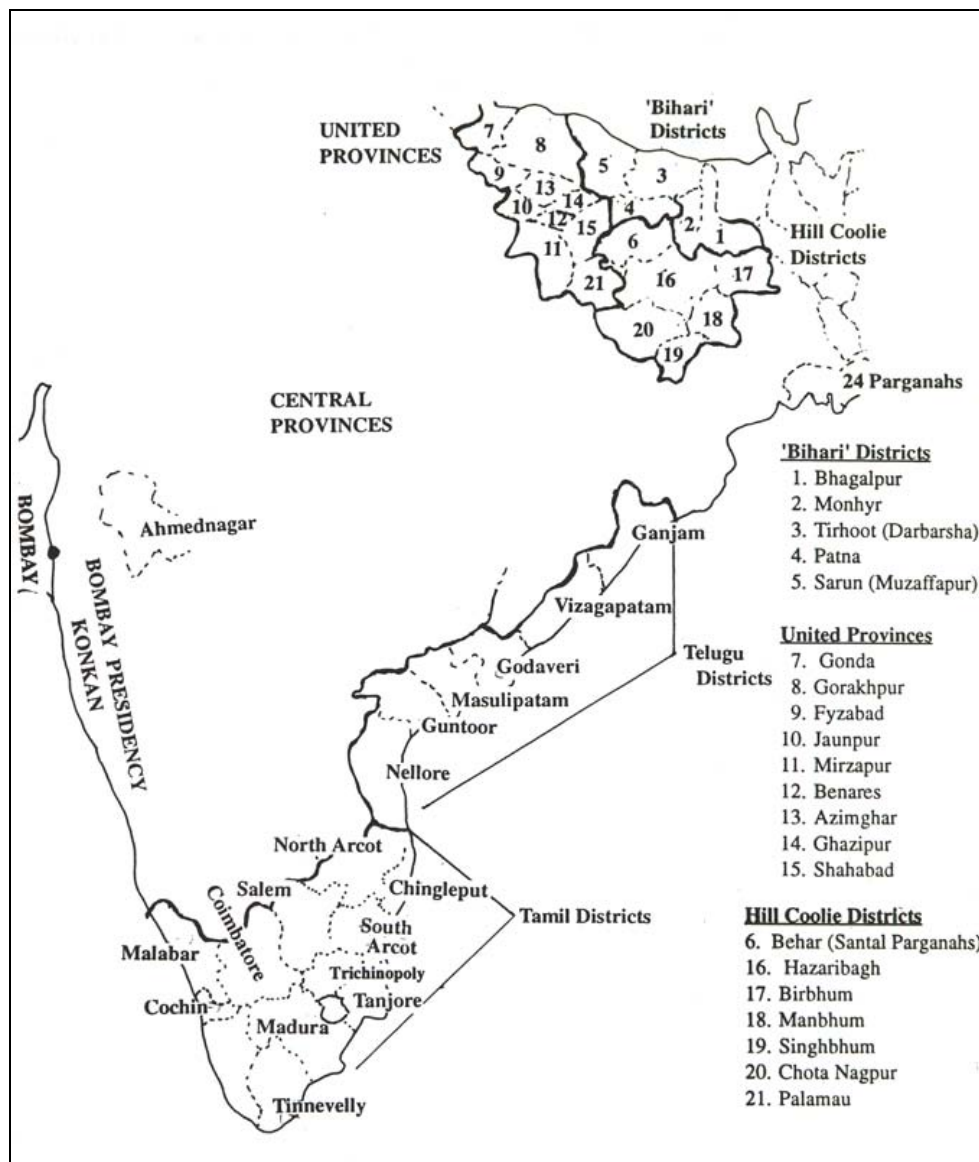 UNITED
PROVINCES
'Bihari'
Districts
7
8
5
3
9
13
14
10
12
15
4
2
1
11
6
21
16
17
20
18
19
Hill Coolie
Districts
24 Parganahs
CENTRAL
PROVINCES
BOMBAY
Ahmednagar
BOMBAY PRESIDENCY
KONKAN
Ganjam
Vizagapatam
Godaveri
Masulipatam
Guntoor
Nellore
Telugu
Districts
North Arcot
Salem
Chingleput
Coimbatore
South
Arcot
Tamil Districts
Malabar
Trichinopoly
Cochin
Tanjore
Madura
Tinnevelly
'Bihari' Districts
1. Bhagalpur
2. Monhyr
3. Tirhoot (Darbarsha)
4. Patna
5. Sarun (Muzaffapur)
United Provinces
7. Gonda
8. Gorakhpur
9. Fyzabad
10. Jaunpur
11. Mirzapur
12. Benares
13. Azimghar
14. Ghazipur
15. Shahabad
Hill Coolie Districts
6. Behar (Santal Parganahs)
16. Hazaribagh
17. Birbhum
18. Manbhum
19. Singhbhum
20. Chota Nagpur
21. Palamau